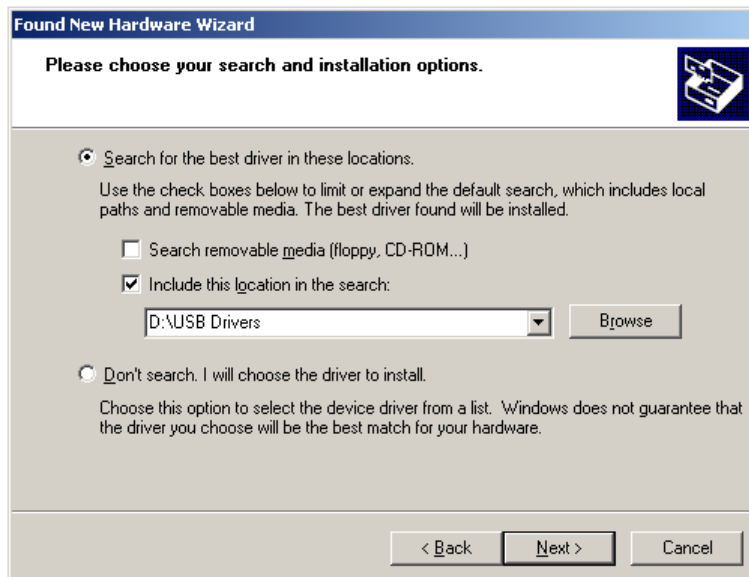 Found New Hardware Wizard
Please choose your search and installation options.
Search for the best driver in these locations.
Use the check boxes below to limit or expand the default search, which includes local
paths and removable media. The best driver found will be installed.
Search removable media (floppy, CD-ROM...)
Include this location in the search:
D:\USB Drivers
Browse
Don't search. I will choose the driver to install.
Choose this option to select the device driver from a list. Windows does not guarantee that
the driver you choose will be the best match for your hardware.
< Back
Next >
Cancel